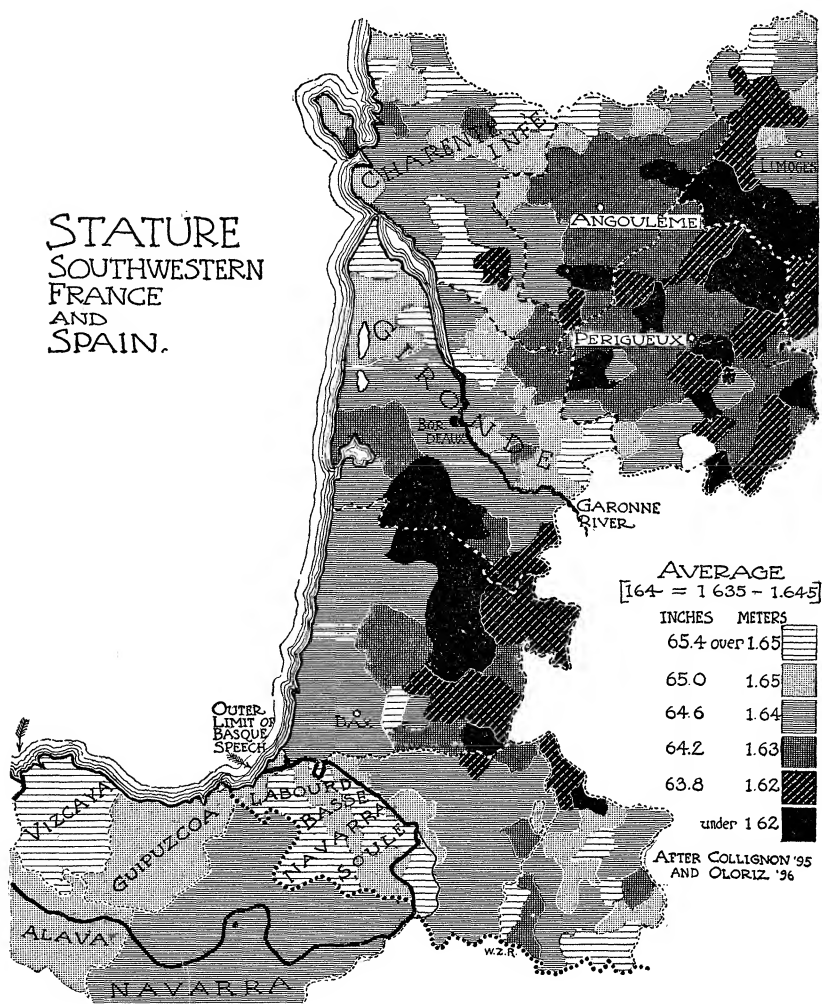 STATURE
SOUTHWESTERN
FRANCE
AND
SPAIN.
CHARENTE
INFE
LIMOGES
ANGOULÊME
PERIGUEUX
GIRONDE
BOR
DEAUX
GARONNE
RIVER
AVERAGE
[164 = 1 635 - 1.645]
INCHES METERS
65.4 over 1.65
65.0 1.65
64.6 1.64
64.2 1.63
63.8 1.62
under 1 62
AFTER COLLIGNON '95
AND OLORIZ '96
DAX
OUTER
LIMIT OF
BASQUE
SPEECH
VIZCAYA
GUIPUZCOA
LABOURD
BASSE
NAVARRA
SOULE
ALAVA
NAVARRA
W.Z.R.